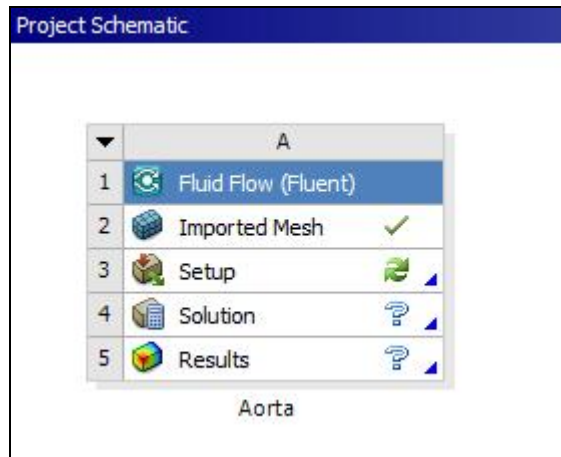 Project Schematic
A
1 Fluid Flow (Fluent)
2 Imported Mesh
3 Setup
4 Solution
5 Results
Aorta